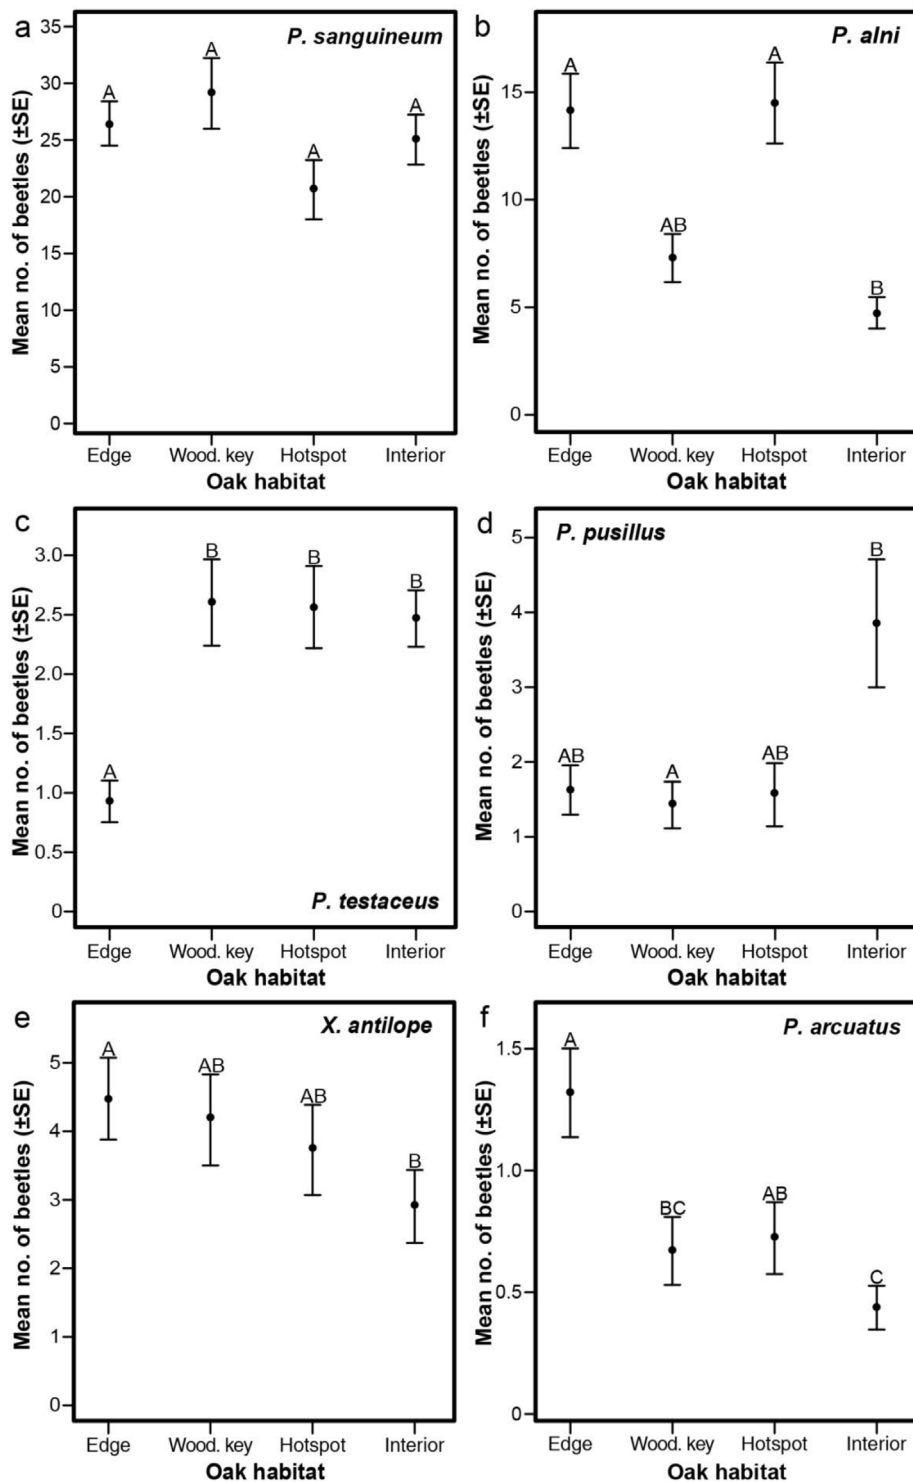 a
P. sanguineum
Mean no. of beetles (±SE)
35
30
25
20
15
10
5
0
A
A
A
A
Edge Wood. key Hotspot Interior
Oak habitat
b
P. alni
Mean no. of beetles (±SE)
15
10
5
0
A
AB
A
B
Edge Wood. key Hotspot Interior
Oak habitat
c
Mean no. of beetles (±SE)
3.0
2.5
2.0
1.5
1.0
0.5
0
A
B
B
B
P. testaceus
Edge Wood. key Hotspot Interior
Oak habitat
d
P. pusillus
Mean no. of beetles (±SE)
5
4
3
2
1
0
AB
A
AB
B
Edge Wood. key Hotspot Interior
Oak habitat
e
X. antilope
Mean no. of beetles (±SE)
5
4
3
2
1
0
A
AB
AB
B
Edge Wood. key Hotspot Interior
Oak habitat
f
P. arcuatus
Mean no. of beetles (±SE)
1.5
1.0
0.5
0
A
BC
AB
C
Edge Wood. key Hotspot Interior
Oak habitat